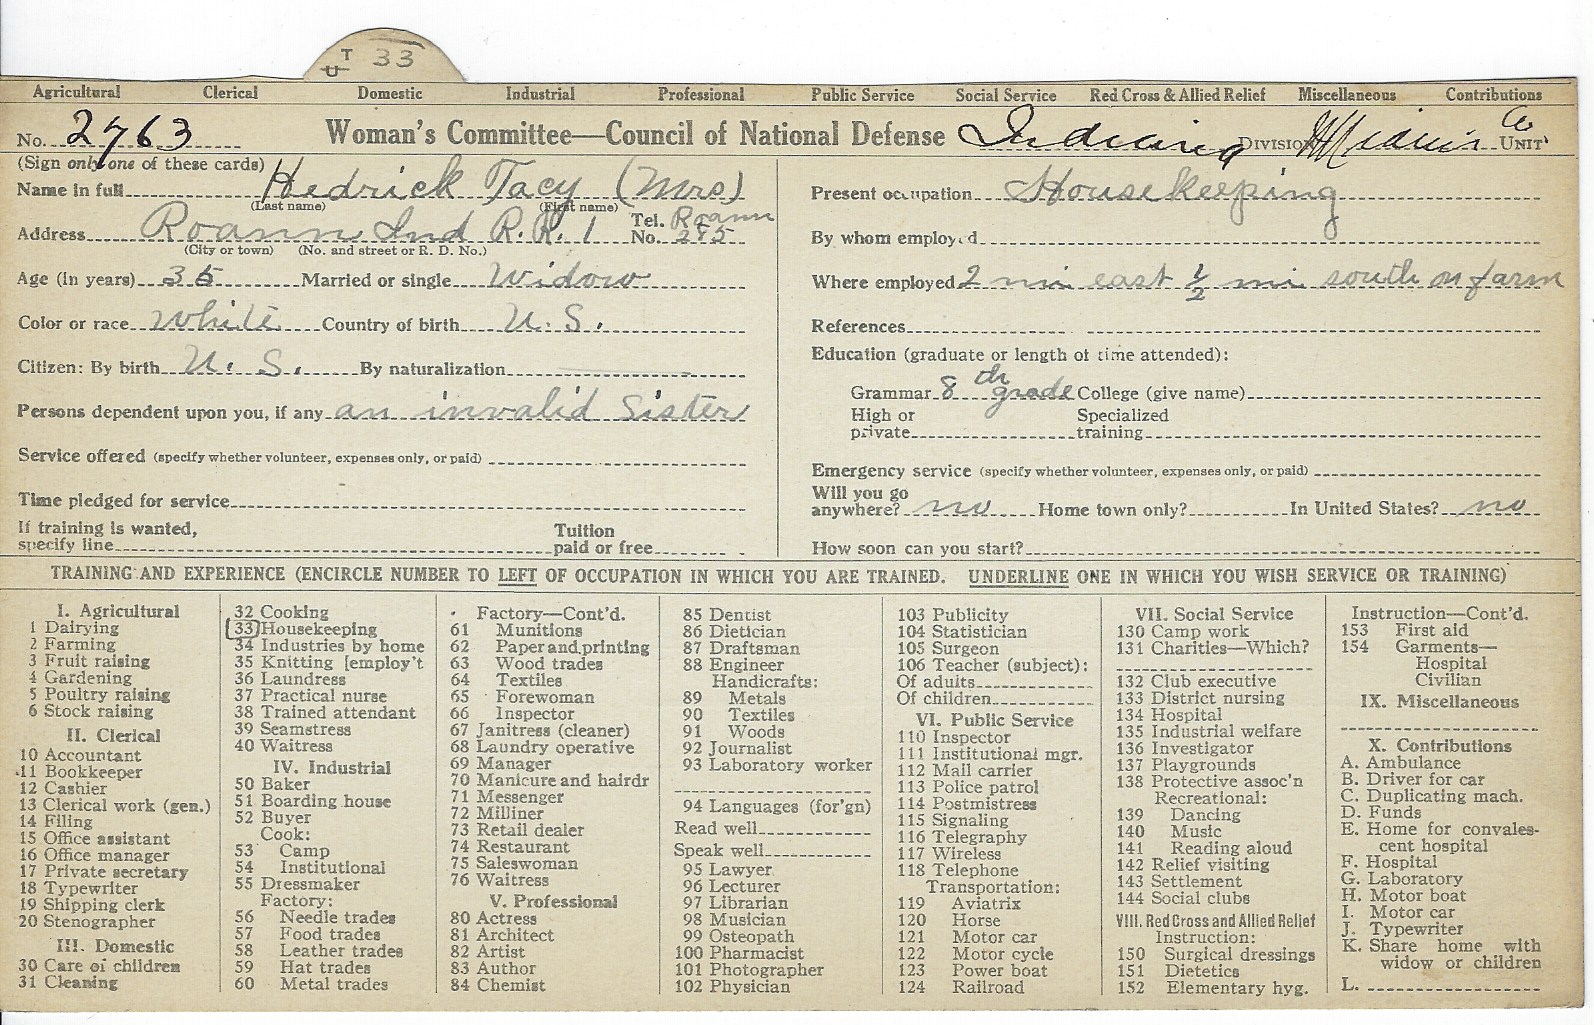 T
U 33
Agricultural Clerical Domestic Industrial Professional Public Service Social Service Red Cross & Allied Relief Miscellaneous Contributions
No. 2763 Woman's Committee—Council of National Defense Indiana DIVISION Miami Co UNIT
(Sign only one of these cards)
Name in full Hedrick Tacy (Mrs)
(Last name) (First name)
Address Roann Ind R.R. 1 Tel. No. Roann 285
(City or town) (No. and street or R. D. No.)
Age (in years) 35 Married or single Widow
Color or race White Country of birth U. S.
Citizen: By birth U. S. By naturalization
Persons dependent upon you, if any an invalid sister
Service offered (specify whether volunteer, expenses only, or paid)
Time pledged for service
If training is wanted,
specify line Tuition paid or free
Present occupation Housekeeping
By whom employed
Where employed 2 mi east 1/2 mi south on farm
References
Education (graduate or length of time attended):
Grammar 8th grade College (give name)
High or private Specialized training
Emergency service (specify whether volunteer, expenses only, or paid)
Will you go
anywhere? no Home town only? In United States? no
How soon can you start?
TRAINING AND EXPERIENCE (ENCIRCLE NUMBER TO LEFT OF OCCUPATION IN WHICH YOU ARE TRAINED. UNDERLINE ONE IN WHICH YOU WISH SERVICE OR TRAINING)
I. Agricultural
1 Dairying
2 Farming
3 Fruit raising
4 Gardening
5 Poultry raising
6 Stock raising
II. Clerical
10 Accountant
11 Bookkeeper
12 Cashier
13 Clerical work (gen.)
14 Filing
15 Office assistant
16 Office manager
17 Private secretary
18 Typewriter
19 Shipping clerk
20 Stenographer
III. Domestic
30 Care of children
31 Cleaning
32 Cooking
33 Housekeeping
34 Industries by home
35 Knitting [employ't
36 Laundress
37 Practical nurse
38 Trained attendant
39 Seamstress
40 Waitress
IV. Industrial
50 Baker
51 Boarding house
52 Buyer
Cook:
53 Camp
54 Institutional
55 Dressmaker
Factory:
56 Needle trades
57 Food trades
58 Leather trades
59 Hat trades
60 Metal trades
Factory—Cont'd.
61 Munitions
62 Paper and printing
63 Wood trades
64 Textiles
65 Forewoman
66 Inspector
67 Janitress (cleaner)
68 Laundry operative
69 Manager
70 Manicure and hairdr
71 Messenger
72 Milliner
73 Retail dealer
74 Restaurant
75 Saleswoman
76 Waitress
V. Professional
80 Actress
81 Architect
82 Artist
83 Author
84 Chemist
85 Dentist
86 Dietician
87 Draftsman
88 Engineer
Handicrafts:
89 Metals
90 Textiles
91 Woods
92 Journalist
93 Laboratory worker
94 Languages (for'gn)
Read well
Speak well
95 Lawyer
96 Lecturer
97 Librarian
98 Musician
99 Osteopath
100 Pharmacist
101 Photographer
102 Physician
103 Publicity
104 Statistician
105 Surgeon
106 Teacher (subject):
Of adults
Of children
VI. Public Service
110 Inspector
111 Institutional mgr.
112 Mail carrier
113 Police patrol
114 Postmistress
115 Signaling
116 Telegraphy
117 Wireless
118 Telephone
Transportation:
119 Aviatrix
120 Horse
121 Motor car
122 Motor cycle
123 Power boat
124 Railroad
VII. Social Service
130 Camp work
131 Charities—Which?
132 Club executive
133 District nursing
134 Hospital
135 Industrial welfare
136 Investigator
137 Playgrounds
138 Protective assoc'n
Recreational:
139 Dancing
140 Music
141 Reading aloud
142 Relief visiting
143 Settlement
144 Social clubs
VIII. Red Cross and Allied Relief
Instruction:
150 Surgical dressings
151 Dietetics
152 Elementary hyg.
Instruction—Cont'd.
153 First aid
154 Garments—
Hospital
Civilian
IX. Miscellaneous
X. Contributions
A. Ambulance
B. Driver for car
C. Duplicating mach.
D. Funds
E. Home for convales-
cent hospital
F. Hospital
G. Laboratory
H. Motor boat
I. Motor car
J. Typewriter
K. Share home with
widow or children
L.